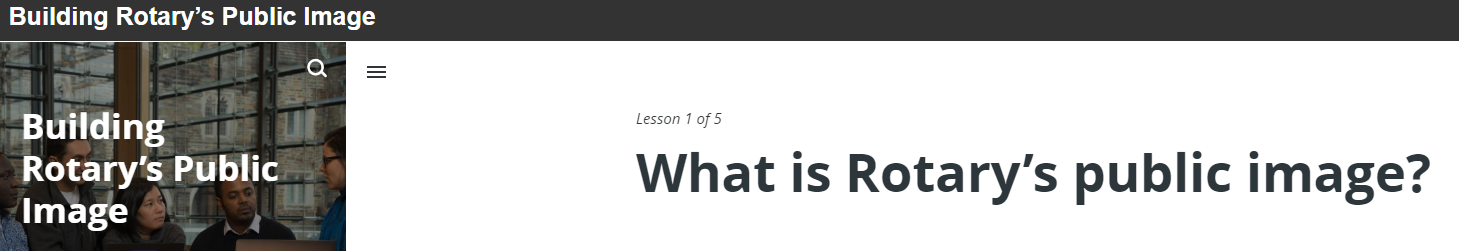 Building Rotary’s Public Image
Building
Rotary’s Public
Image
Lesson 1 of 5
What is Rotary’s public image?